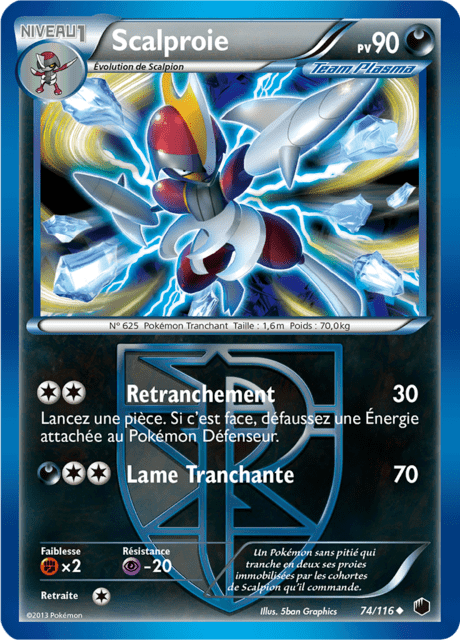 NIVEAU 1
Scalproie
PV 90
Évolution de Scalpion
Team Plasma
N° 625 Pokémon Tranchant Taille : 1,6m Poids : 70,0kg
Retranchement 30
Lancez une pièce. Si c'est face, défaussez une Énergie
attachée au Pokémon Défenseur.
Lame Tranchante 70
Faiblesse
×2
Résistance
-20
Retraite
Un Pokémon sans pitié qui
tranche en deux ses proies
immobilisées par les cohortes
de Scalpion qu'il commande.
©2013 Pokémon
Illus. 5ban Graphics
74/116